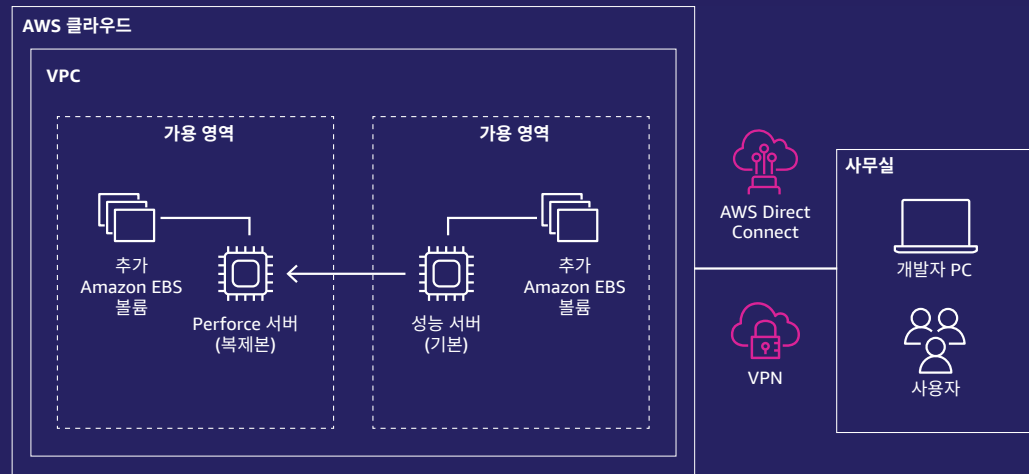 AWS 클라우드
VPC
가용 영역
추가
Amazon EBS
볼륨
Perforce 서버
(복제본)
가용 영역
성능 서버
(기본)
추가
Amazon EBS
볼륨
AWS Direct
Connect
VPN
사무실
개발자 PC
사용자